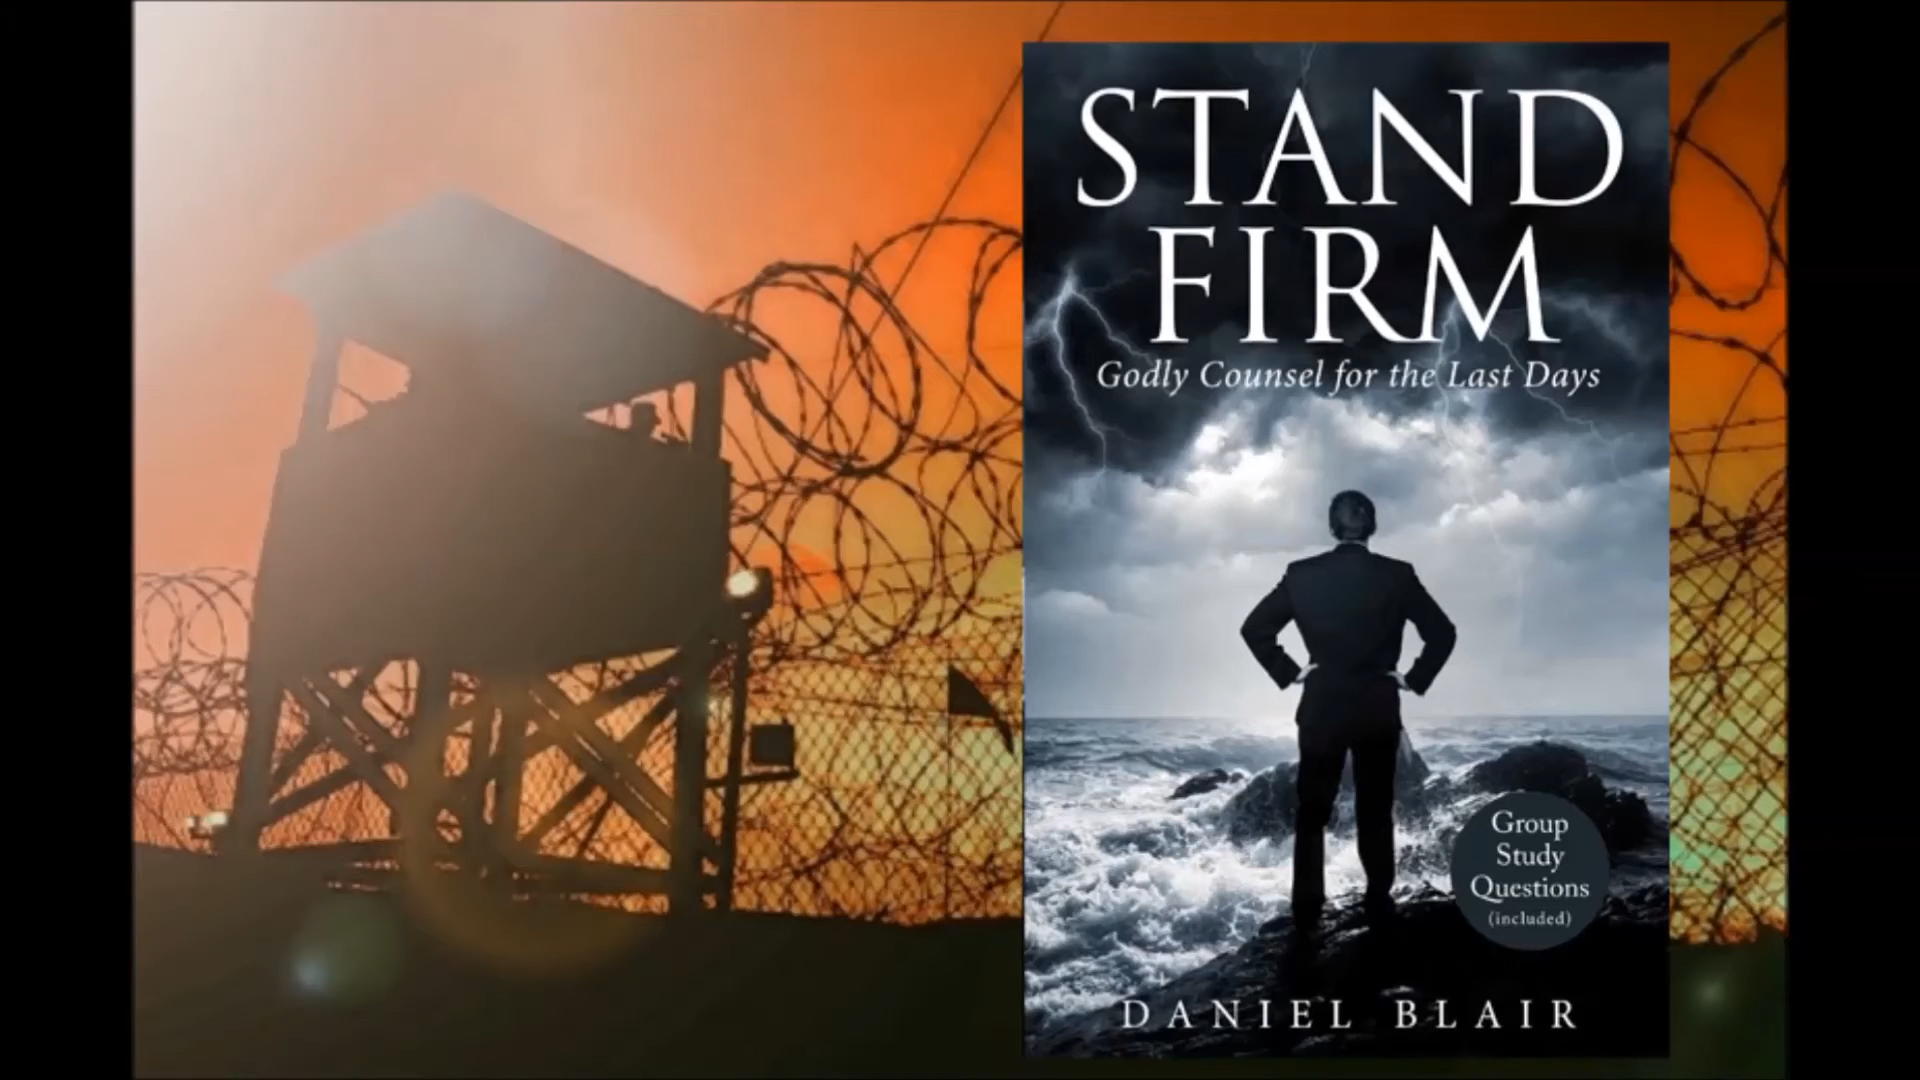 STAND
FIRM
Godly Counsel for the Last Days
Group
Study
Questions
(included)
DANIEL BLAIR